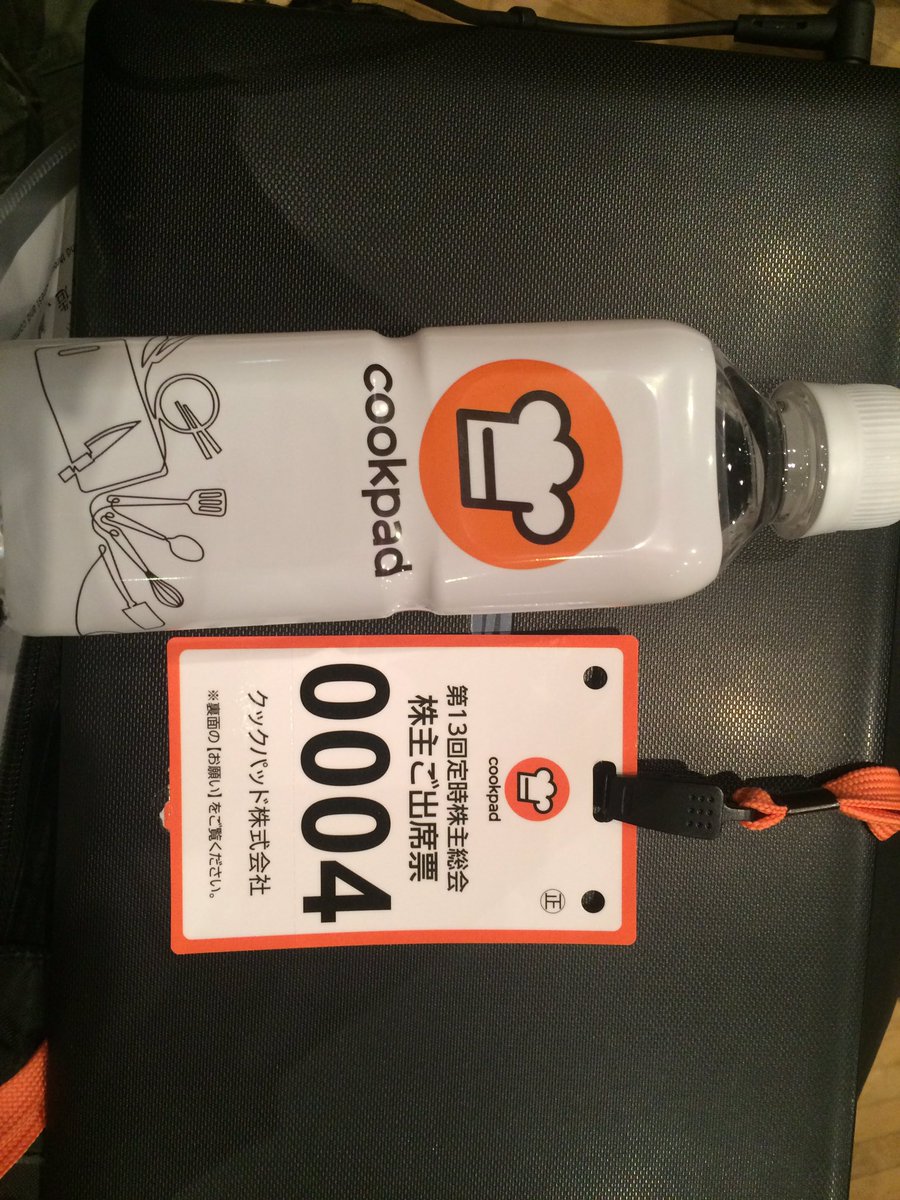 cookpad
cookpad
㊣
第13回定時株主総会
株主ご出席票
0004
クックパッド株式会社
※裏面の【お願い】をご覧ください。